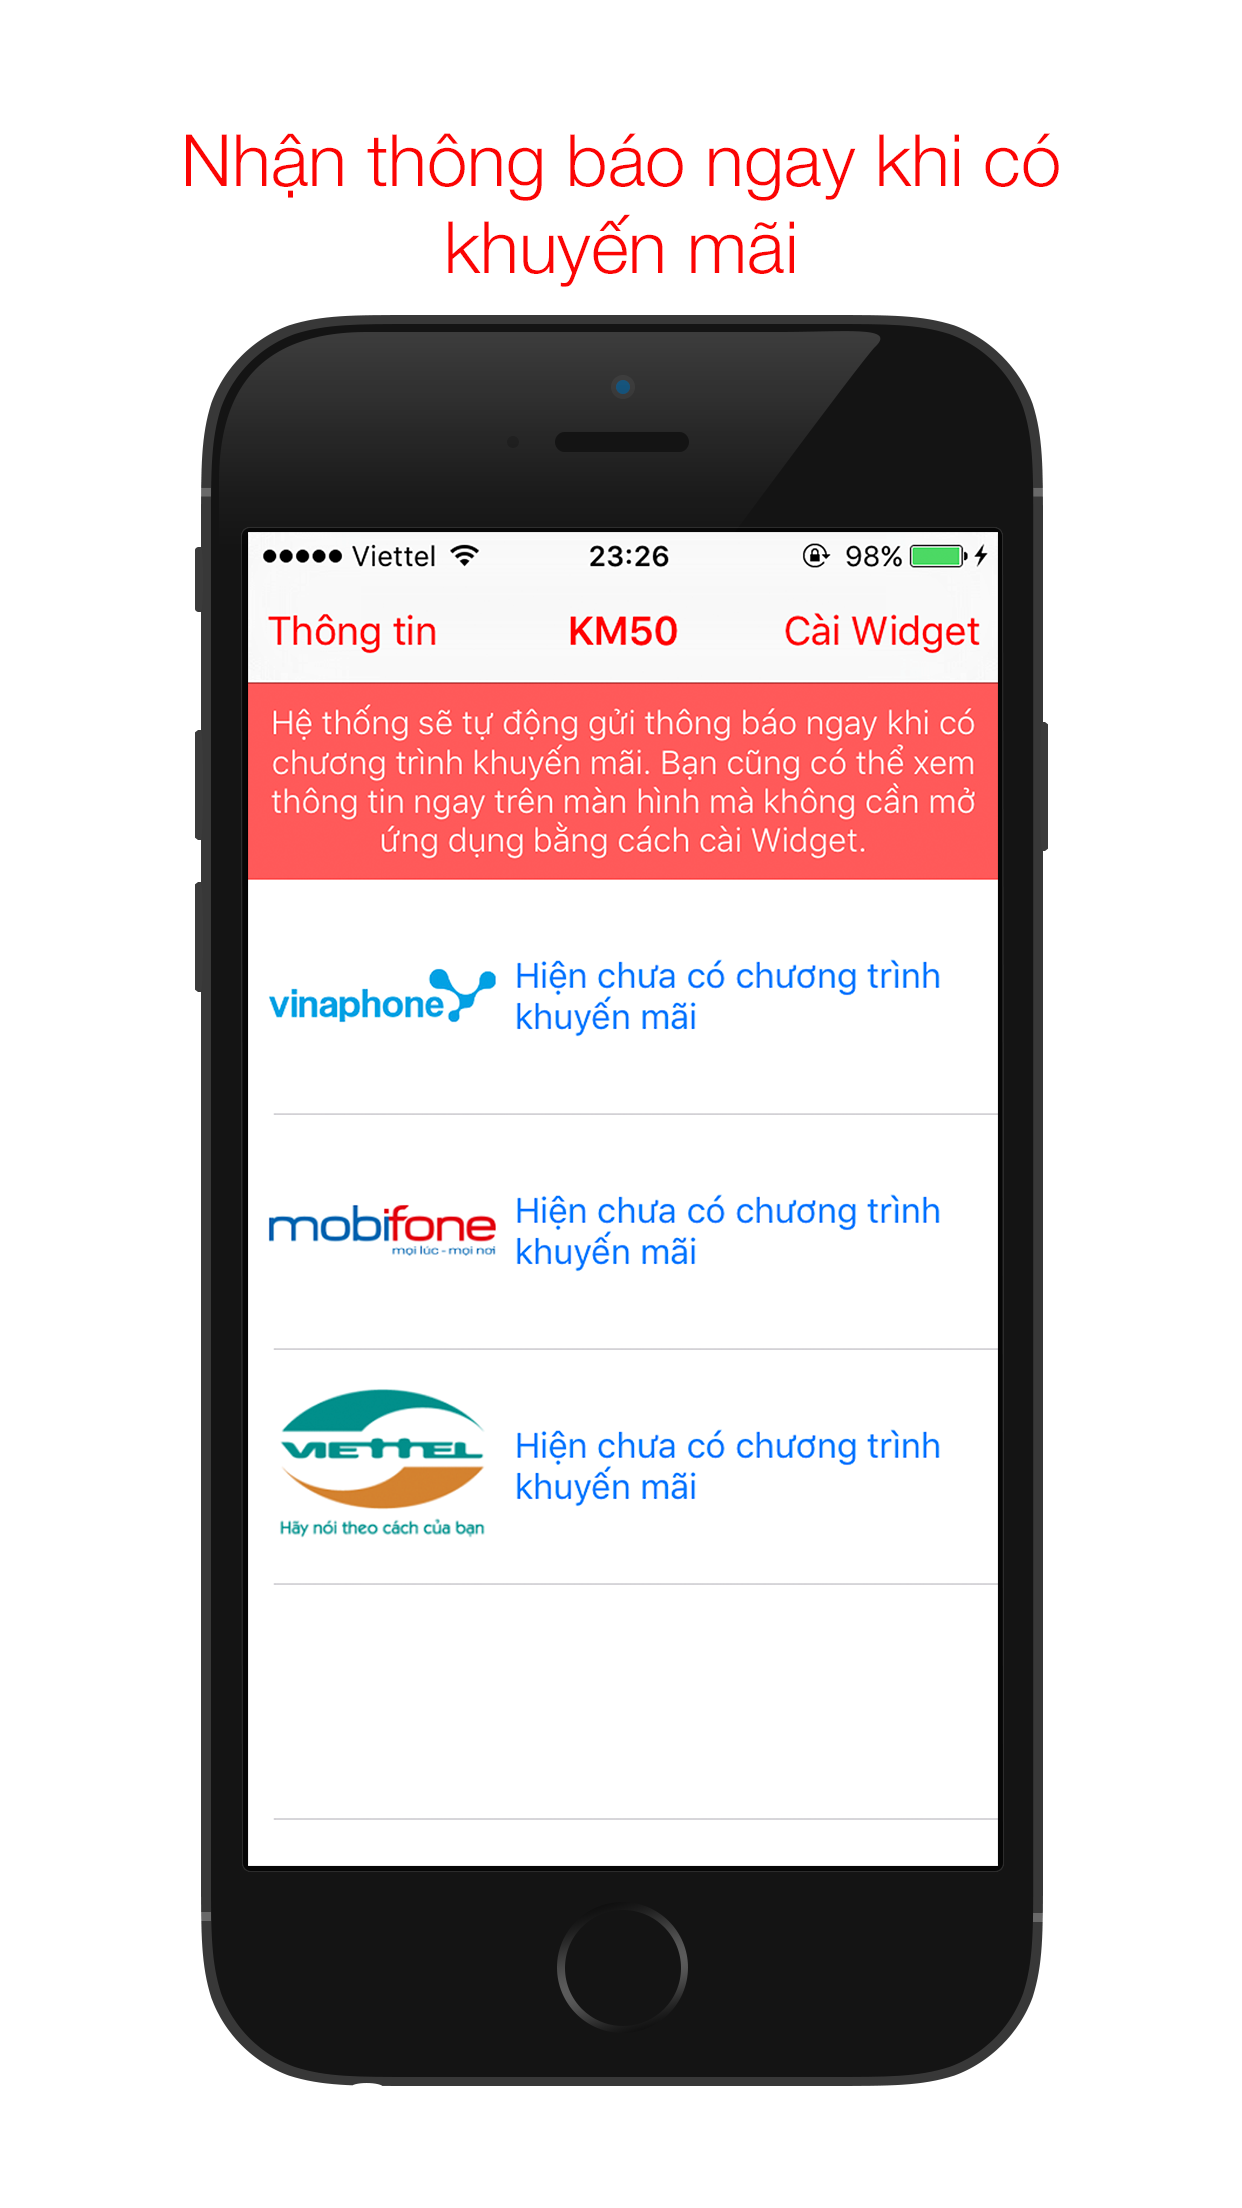 Nhận thông báo ngay khi có
khuyến mãi
Viettel 23:26 98%
Thông tin KM50 Cài Widget
Hệ thống sẽ tự động gửi thông báo ngay khi có
chương trình khuyến mãi. Bạn cũng có thể xem
thông tin ngay trên màn hình mà không cần mở
ứng dụng bằng cách cài Widget.
vinaphone
Hiện chưa có chương trình
khuyến mãi
mobifone
mọi lúc - mọi nơi
Hiện chưa có chương trình
khuyến mãi
VIETTEL
Hãy nói theo cách của bạn
Hiện chưa có chương trình
khuyến mãi